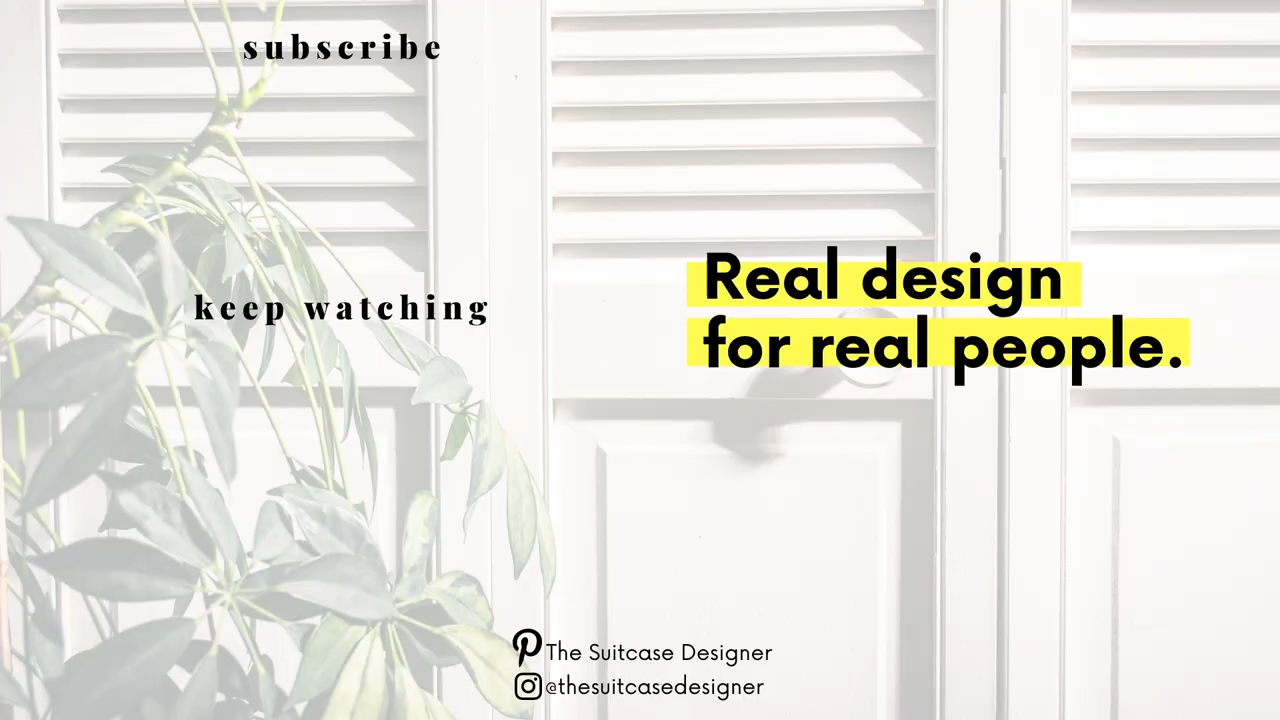 subscribe
keep watching
Real design
for real people.
The Suitcase Designer
@thesuitcasedesigner